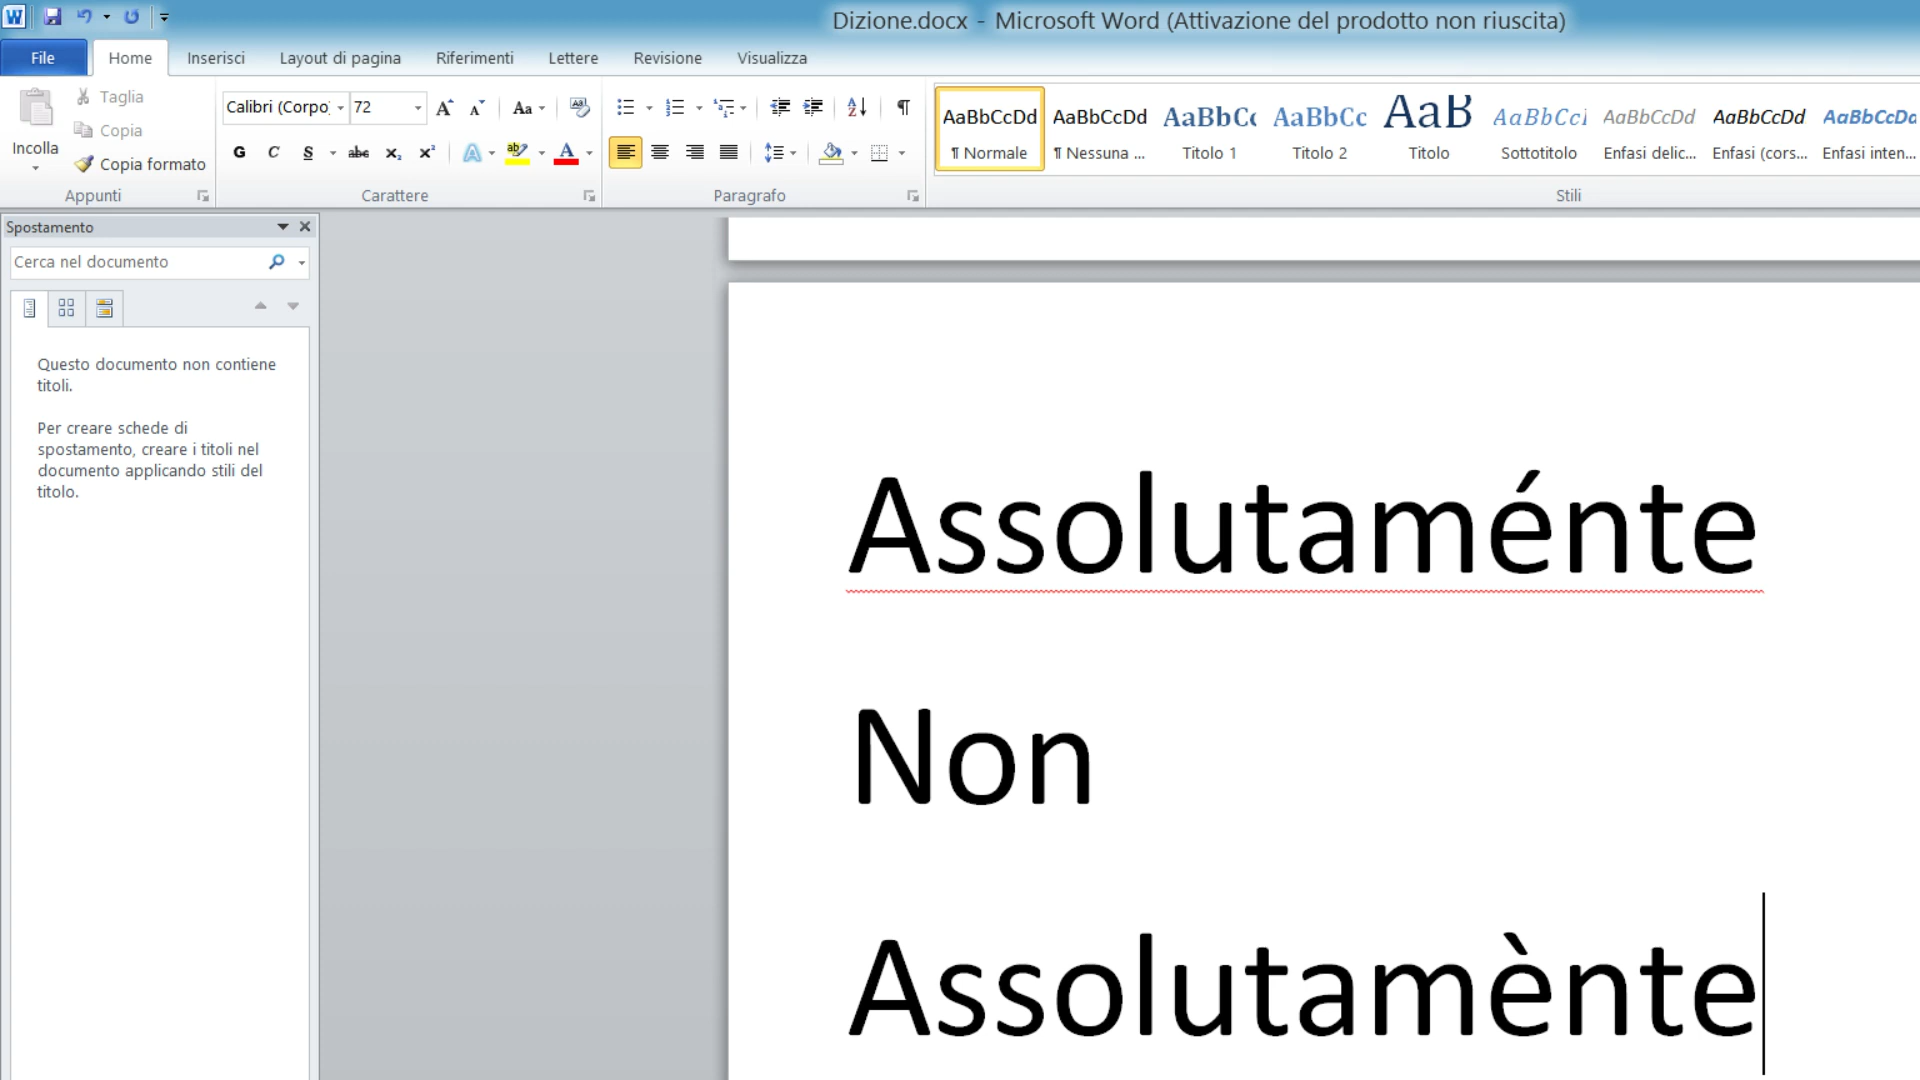 Dizione.docx - Microsoft Word (Attivazione del prodotto non riuscita)
File Home Inserisci Layout di pagina Riferimenti Lettere Revisione Visualizza
Incolla
Taglia
Copia
Copia formato
Appunti
Calibri (Corpo) 72
G C S abc x₂ x² A ab A
Carattere
Paragrafo
AaBbCcDd AaBbCcDd AaBbCc AaBbCc AaB AaBbCcI AaBbCcDd AaBbCcDd AaBbCcDd
¶ Normale ¶ Nessuna ... Titolo 1 Titolo 2 Titolo Sottotitolo Enfasi delic... Enfasi (cors... Enfasi inten...
Stili
Spostamento
Cerca nel documento
Questo documento non contiene
titoli.
Per creare schede di
spostamento, creare i titoli nel
documento applicando stili del
titolo.
Assolutaménte
Non
Assolutamènte